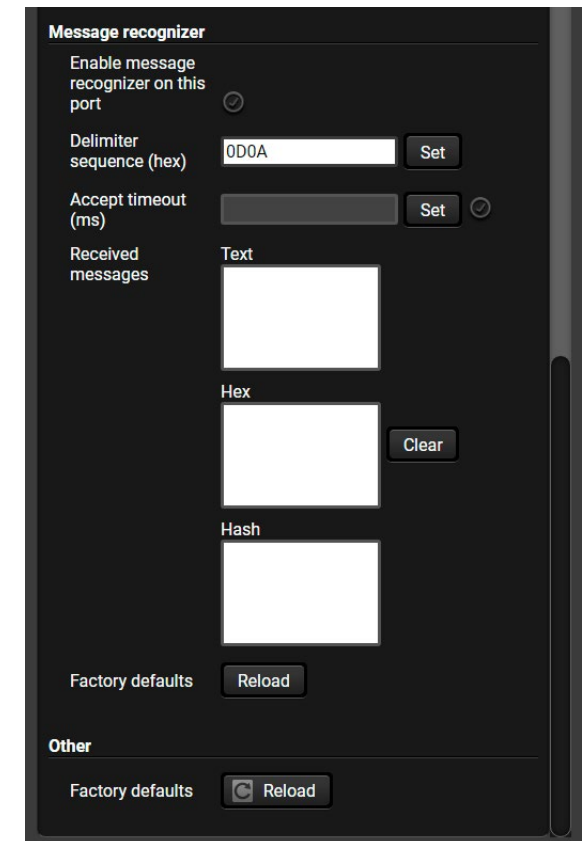 Message recognizer
Enable message
recognizer on this
port
Delimiter
sequence (hex)
0D0A
Set
Accept timeout
(ms)
Set
Received
messages
Text
Hex
Clear
Hash
Factory defaults
Reload
Other
Factory defaults
Reload